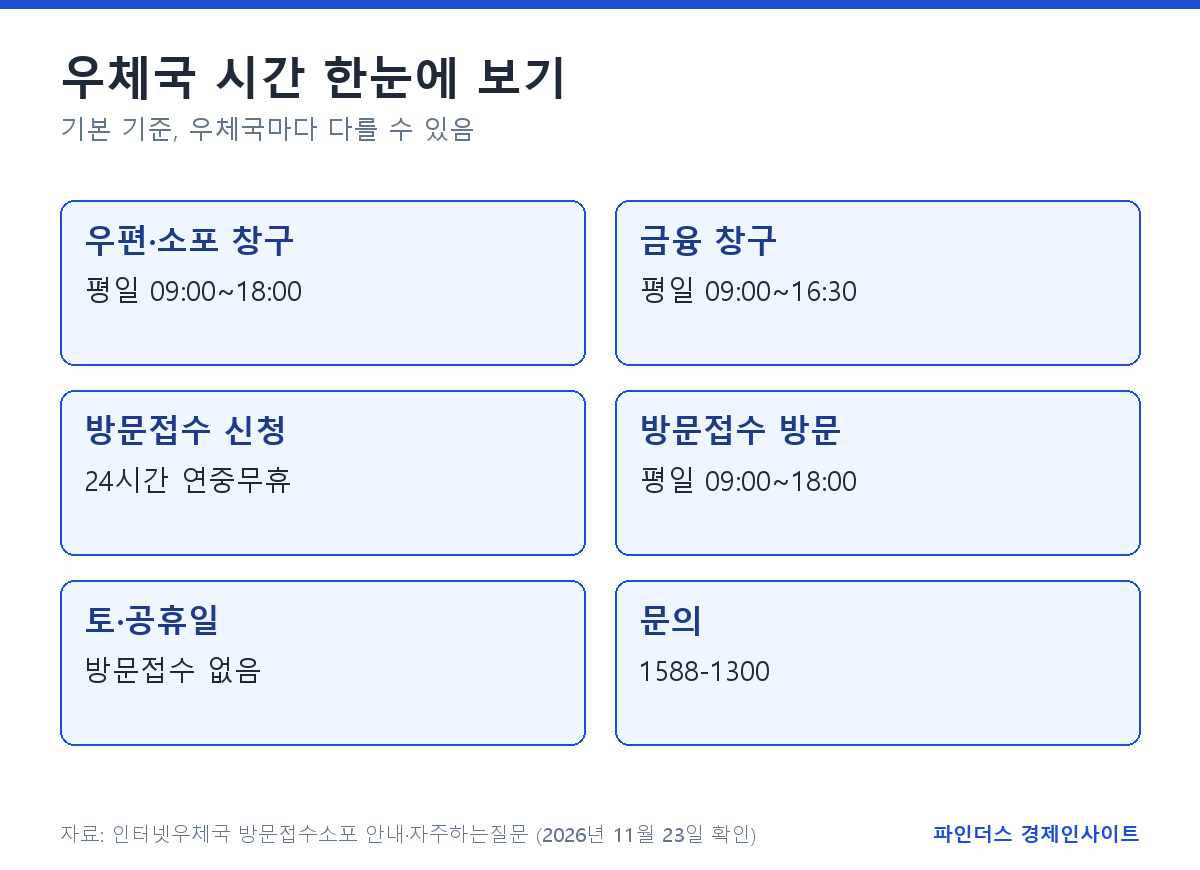 우체국 시간 한눈에 보기
기본 기준, 우체국마다 다를 수 있음
우편·소포 창구
평일 09:00~18:00
금융 창구
평일 09:00~16:30
방문접수 신청
24시간 연중무휴
방문접수 방문
평일 09:00~18:00
토·공휴일
방문접수 없음
문의
1588-1300
자료: 인터넷우체국 방문접수소포 안내·자주하는질문 (2026년 11월 23일 확인)
파인더스 경제인사이트